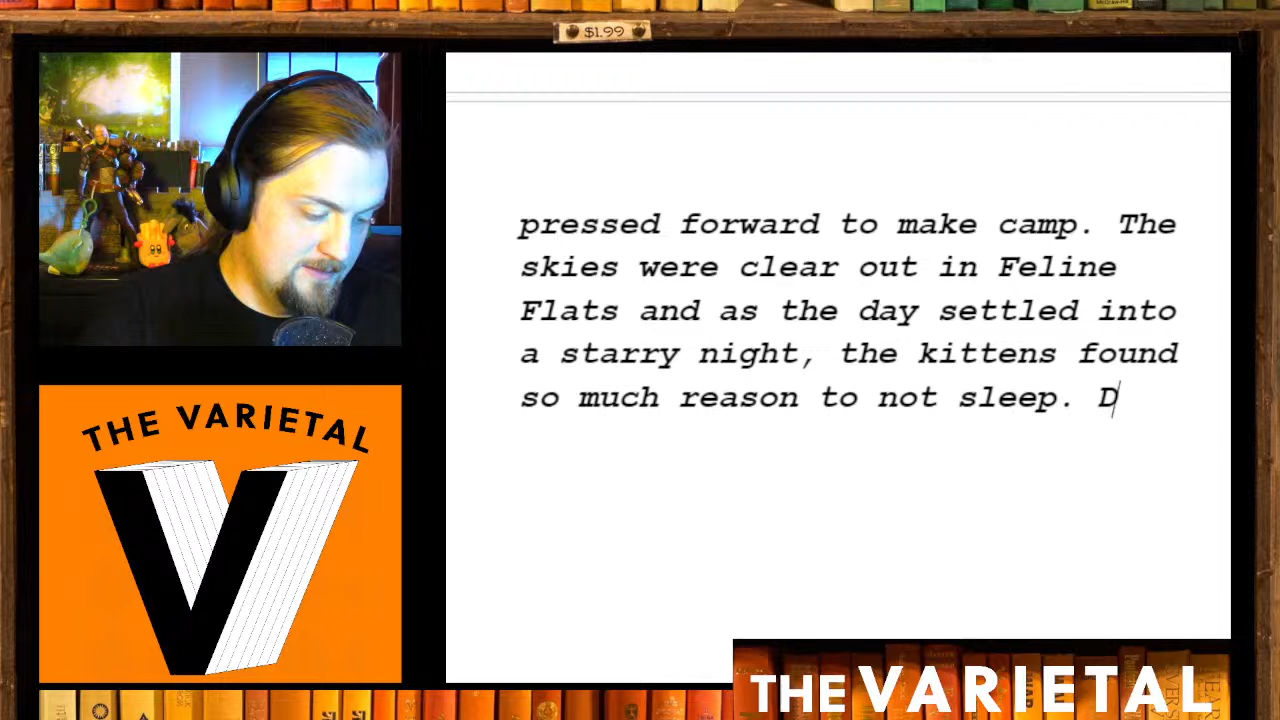 $1.99
pressed forward to make camp. The
skies were clear out in Feline
Flats and as the day settled into
a starry night, the kittens found
so much reason to not sleep. D
THE VARIETAL
V
THE VARIETAL